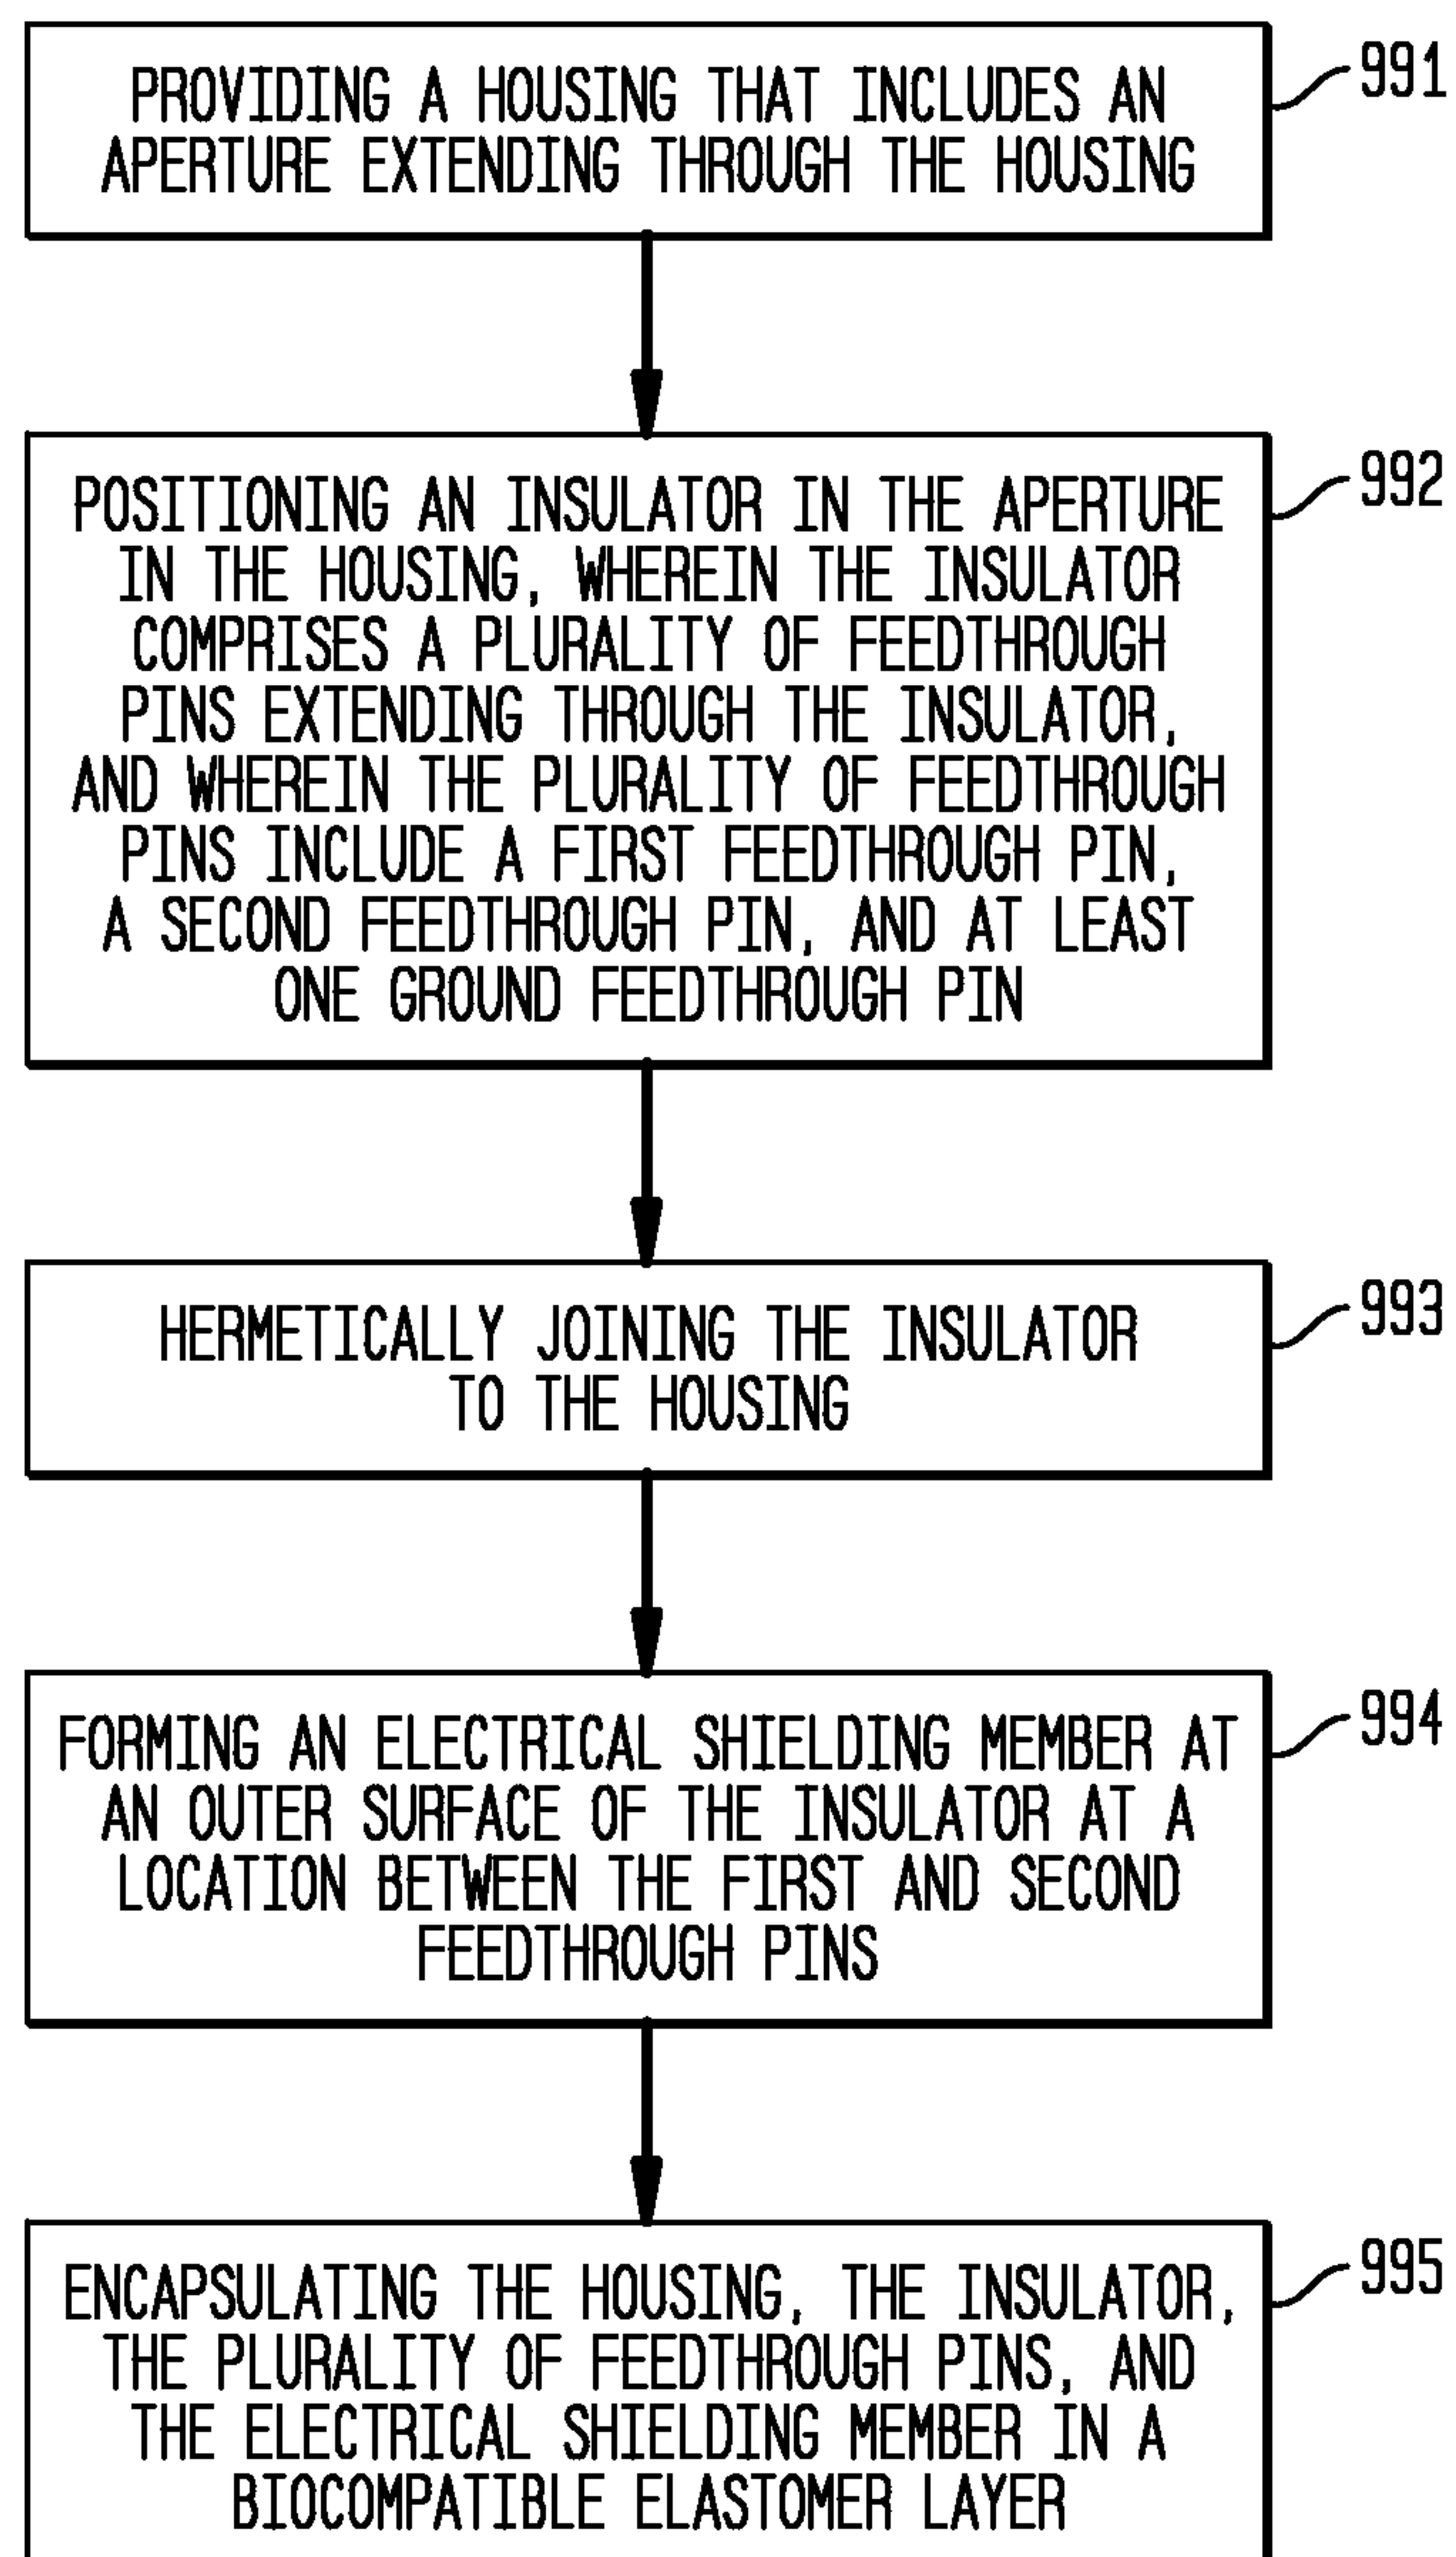 PROVIDING A HOUSING THAT INCLUDES AN
APERTURE EXTENDING THROUGH THE HOUSING
991
POSITIONING AN INSULATOR IN THE APERTURE
IN THE HOUSING, WHEREIN THE INSULATOR
COMPRISES A PLURALITY OF FEEDTHROUGH
PINS EXTENDING THROUGH THE INSULATOR,
AND WHEREIN THE PLURALITY OF FEEDTHROUGH
PINS INCLUDE A FIRST FEEDTHROUGH PIN,
A SECOND FEEDTHROUGH PIN, AND AT LEAST
ONE GROUND FEEDTHROUGH PIN
992
HERMETICALLY JOINING THE INSULATOR
TO THE HOUSING
993
FORMING AN ELECTRICAL SHIELDING MEMBER AT
AN OUTER SURFACE OF THE INSULATOR AT A
LOCATION BETWEEN THE FIRST AND SECOND
FEEDTHROUGH PINS
994
ENCAPSULATING THE HOUSING, THE INSULATOR,
THE PLURALITY OF FEEDTHROUGH PINS, AND
THE ELECTRICAL SHIELDING MEMBER IN A
BIOCOMPATIBLE ELASTOMER LAYER
995